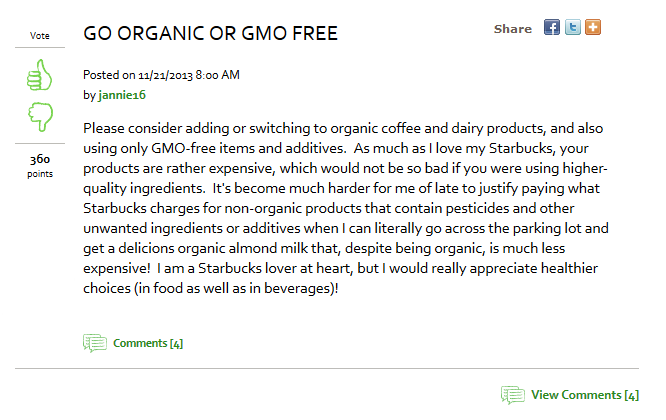 Vote
GO ORGANIC OR GMO FREE
Share
Posted on 11/21/2013 8:00 AM
by jannie16
360
points
Please consider adding or switching to organic coffee and dairy products, and also
using only GMO-free items and additives.  As much as I love my Starbucks, your
products are rather expensive, which would not be so bad if you were using higher-
quality ingredients.  It's become much harder for me of late to justify paying what
Starbucks charges for non-organic products that contain pesticides and other
unwanted ingredients or additives when I can literally go across the parking lot and
get a delicions organic almond milk that, despite being organic, is much less
expensive!  I am a Starbucks lover at heart, but I would really appreciate healthier
choices (in food as well as in beverages)!
Comments [4]
View Comments [4]